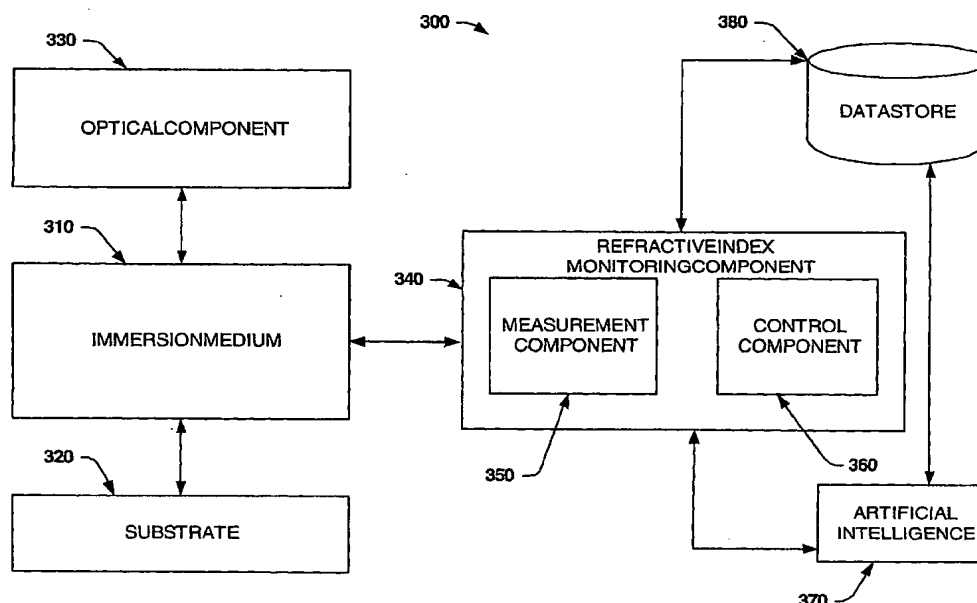 300
330
380
OPTICALCOMPONENT
DATASTORE
310
REFRACTIVEINDEX
MONITORINGCOMPONENT
340
IMMERSIONMEDIUM
MEASUREMENT
COMPONENT
CONTROL
COMPONENT
320
350
360
SUBSTRATE
ARTIFICIAL
INTELLIGENCE
370